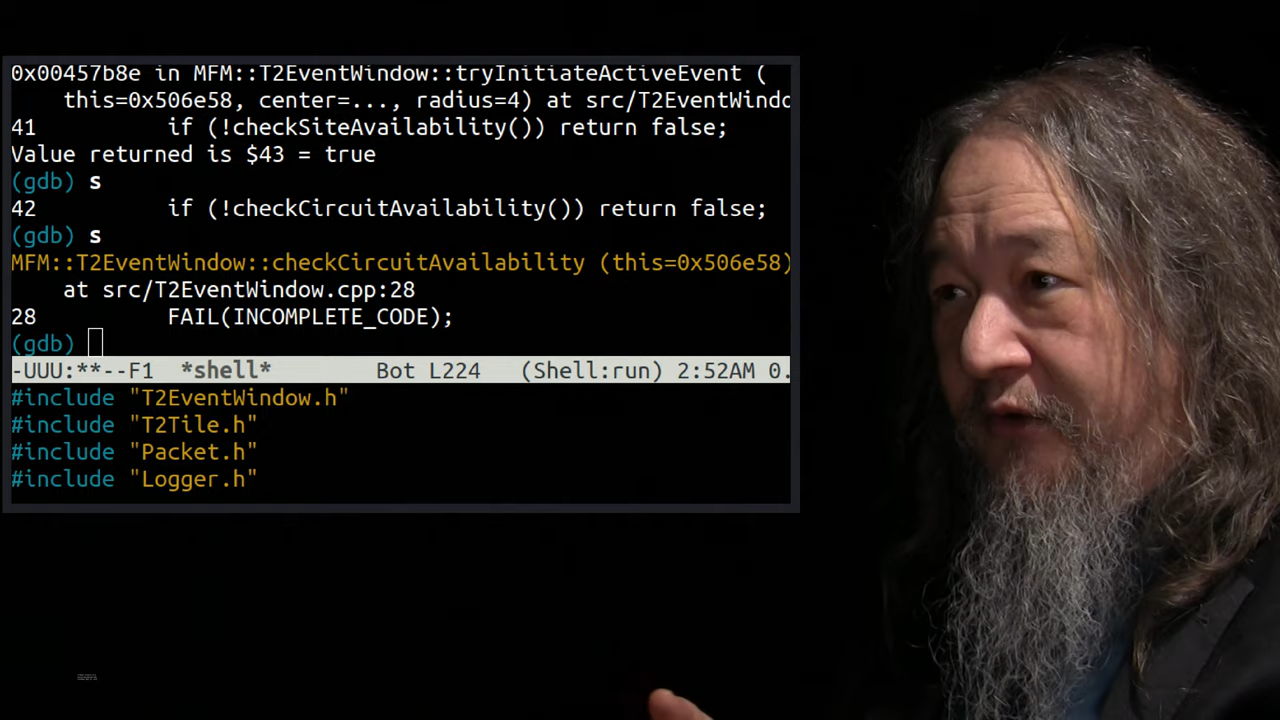 0x00457b8e in MFM::T2EventWindow::tryInitiateActiveEvent (
    this=0x506e58, center=..., radius=4) at src/T2EventWindo
41          if (!checkSiteAvailability()) return false;
Value returned is $43 = true
(gdb) s
42          if (!checkCircuitAvailability()) return false;
(gdb) s
MFM::T2EventWindow::checkCircuitAvailability (this=0x506e58)
    at src/T2EventWindow.cpp:28
28          FAIL(INCOMPLETE_CODE);
(gdb)
-UUU:**--F1  *shell*        Bot L224   (Shell:run) 2:52AM 0.
#include "T2EventWindow.h"
#include "T2Tile.h"
#include "Packet.h"
#include "Logger.h"